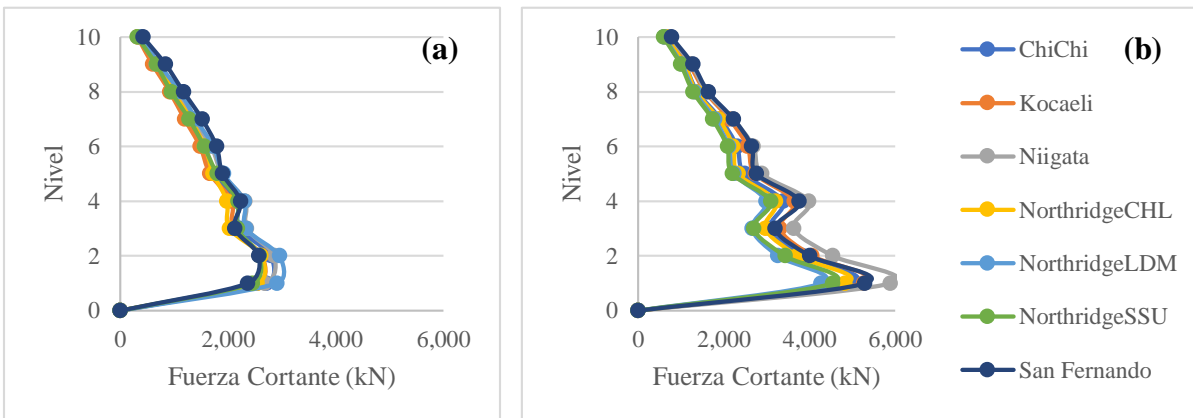 (a)
10
8
6
4
2
0
Nivel
0
2,000
4,000
6,000
Fuerza Cortante (kN)
(b)
10
8
6
4
2
0
Nivel
0
2,000
4,000
6,000
Fuerza Cortante (kN)
ChiChi
Kocaeli
Niigata
NorthridgeCHL
NorthridgeLDM
NorthridgeSSU
San Fernando